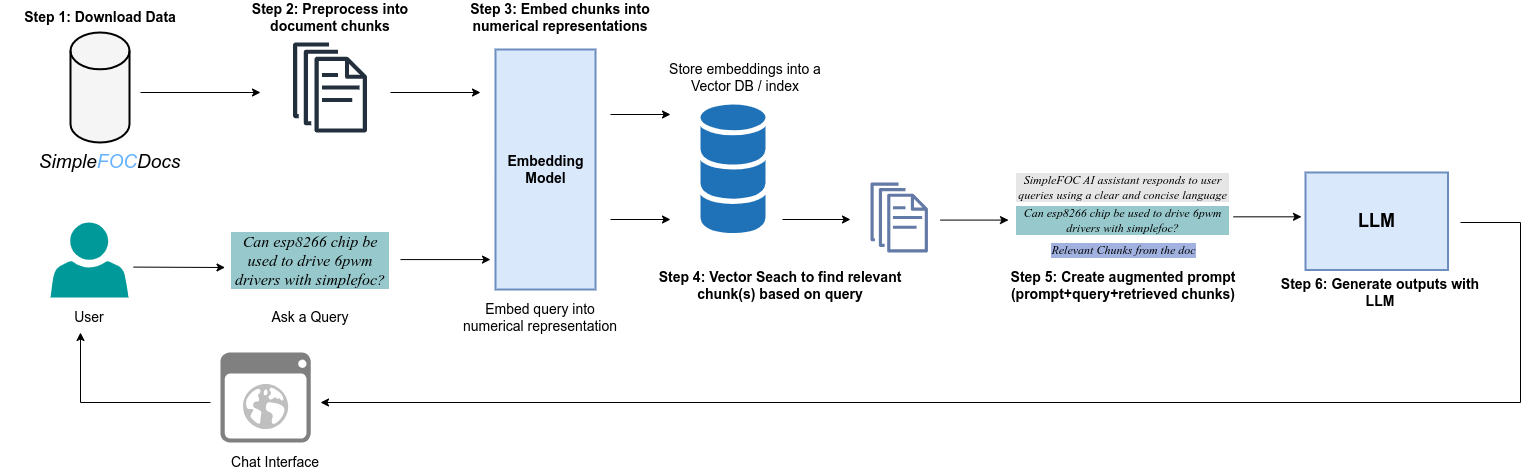 Step 1: Download Data
Step 2: Preprocess into
document chunks
Step 3: Embed chunks into
numerical representations
Store embeddings into a
Vector DB / index
SimpleFOCDocs
Embedding
Model
SimpleFOC AI assistant responds to user
queries using a clear and concise language
Can esp8266 chip be used to drive 6pwm
drivers with simplefoc?
Relevant Chunks from the doc
LLM
Can esp8266 chip be
used to drive 6pwm
drivers with simplefoc?
Step 4: Vector Seach to find relevant
chunk(s) based on query
Step 5: Create augmented prompt
(prompt+query+retrieved chunks)
Step 6: Generate outputs with
LLM
User
Ask a Query
Embed query into
numerical representation
Chat Interface